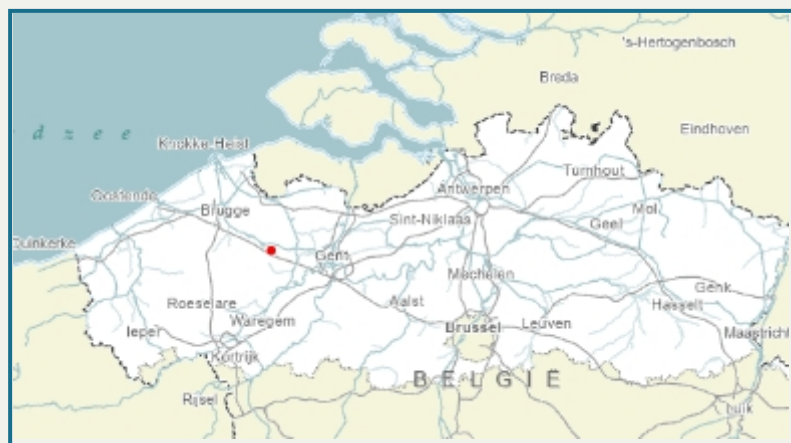 's-Hertogenbosch
Breda
d z e e
Eindhoven
Knokke-Heist
Turnhout
Antwerpen
Oostende
Mol
Brugge
Sint-Niklaas
Geel
Duinkerke
Gent
Mechelen
Genk
Roeselare
Aalst
Hasselt
Ieper
Waregem
Brussel
Leuven
Maastricht
Kortrijk
BELGIË
Rijsel
Luik